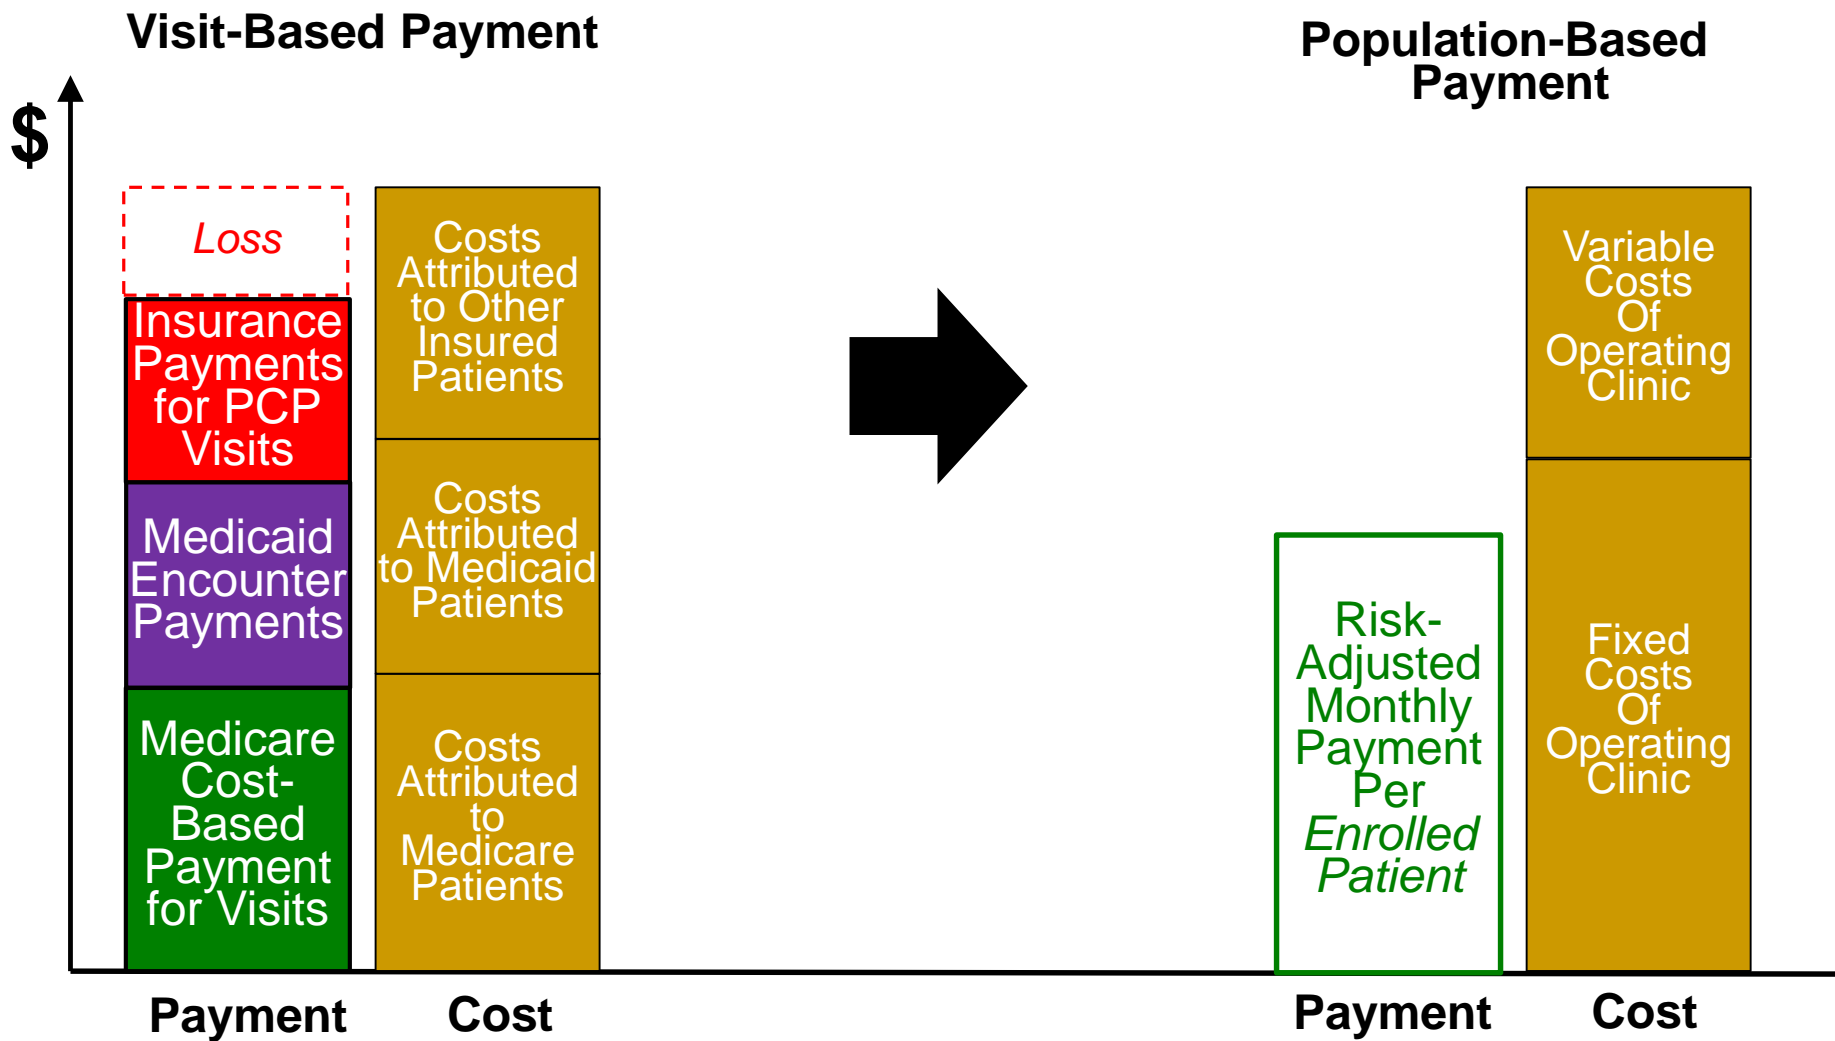 Visit-Based Payment
Population-Based
Payment
$
Loss
Insurance
Payments
for PCP
Visits
Medicaid
Encounter
Payments
Medicare
Cost-
Based
Payment
for Visits
Costs
Attributed
to Other
Insured
Patients
Costs
Attributed
to Medicaid
Patients
Costs
Attributed
to
Medicare
Patients
Risk-
Adjusted
Monthly
Payment
Per
Enrolled
Patient
Variable
Costs
Of
Operating
Clinic
Fixed
Costs
Of
Operating
Clinic
Payment
Cost
Payment
Cost